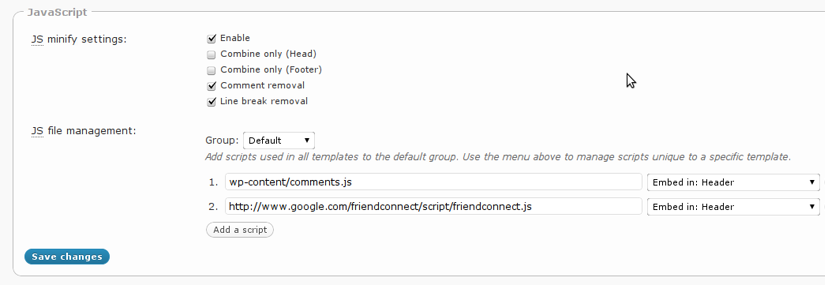 JavaScript
JS minify settings:
Enable
Combine only (Head)
Combine only (Footer)
Comment removal
Line break removal
JS file management:
Group: Default
Add scripts used in all templates to the default group. Use the menu above to manage scripts unique to a specific template.
1. wp-content/comments.js Embed in: Header
2. http://www.google.com/friendconnect/script/friendconnect.js Embed in: Header
Add a script
Save changes